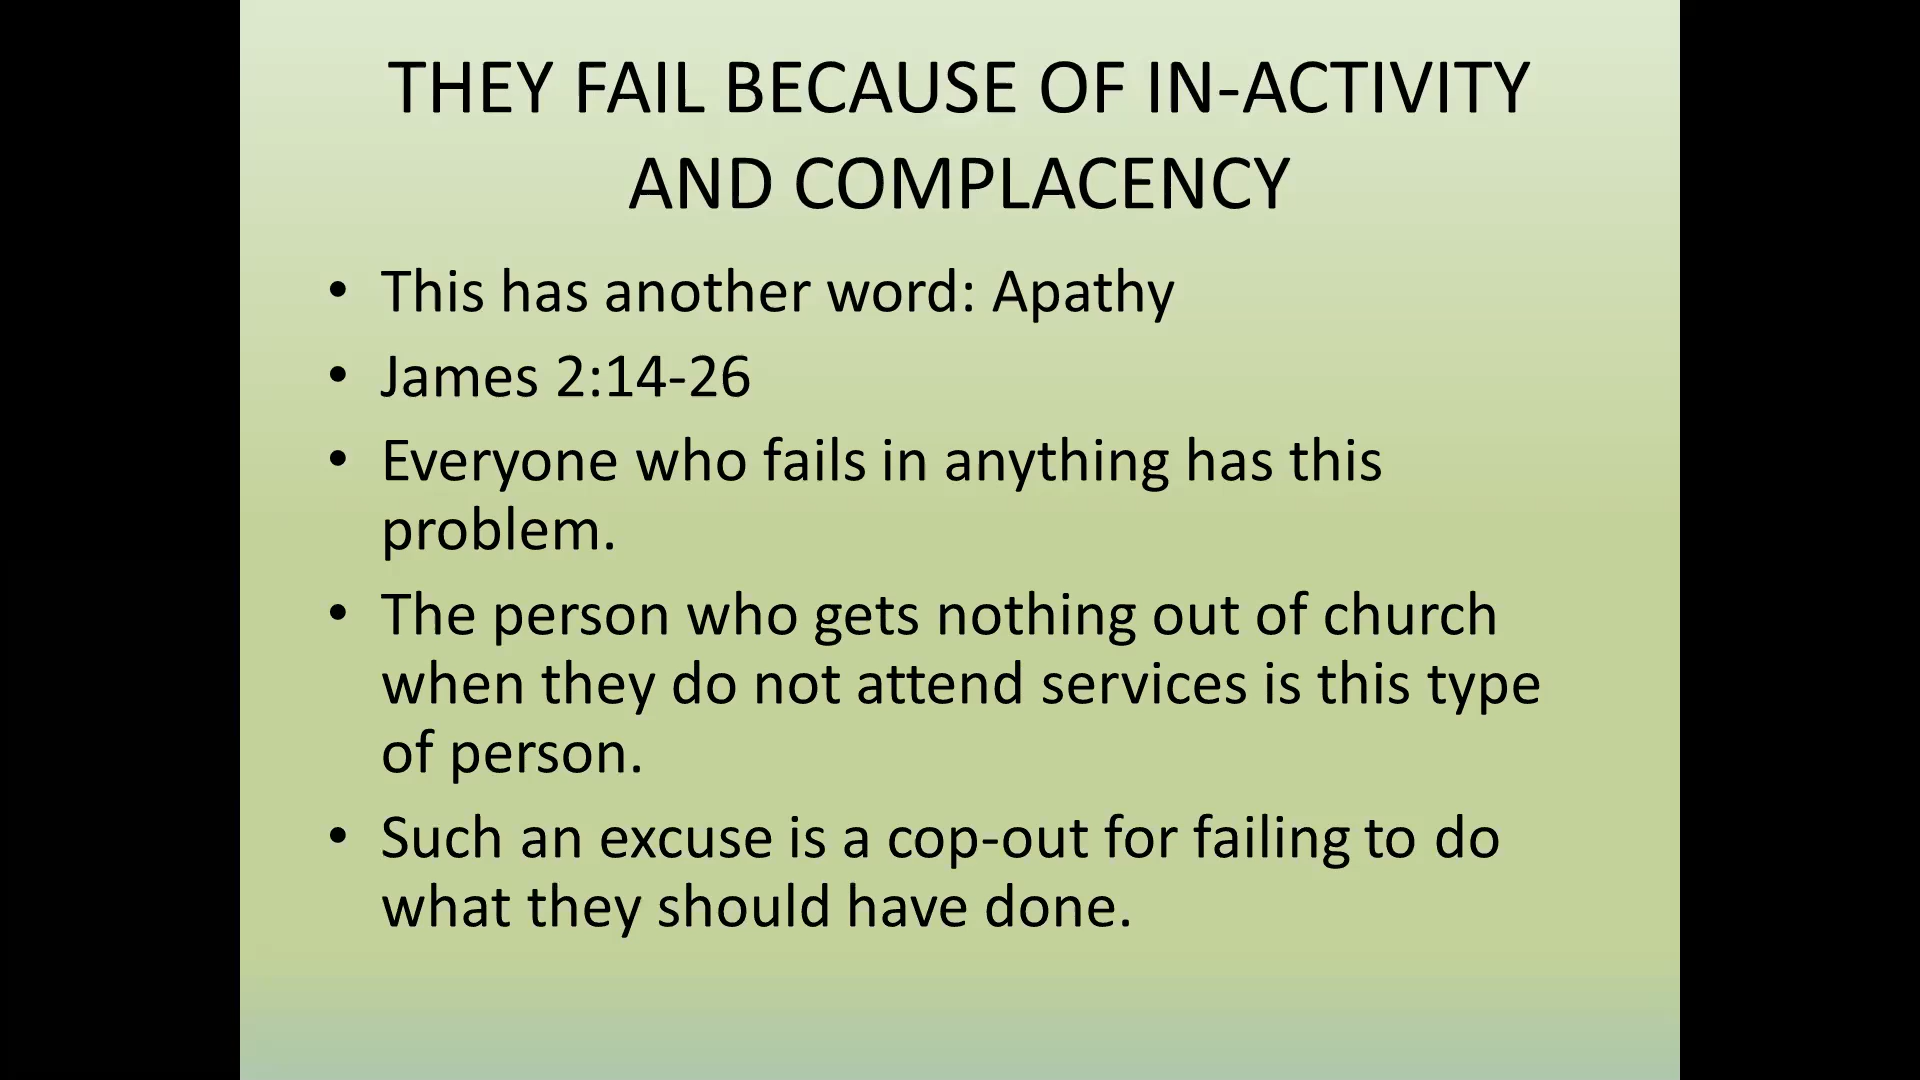 THEY FAIL BECAUSE OF IN-ACTIVITY
AND COMPLACENCY
• This has another word: Apathy
• James 2:14-26
• Everyone who fails in anything has this
problem.
• The person who gets nothing out of church
when they do not attend services is this type
of person.
• Such an excuse is a cop-out for failing to do
what they should have done.